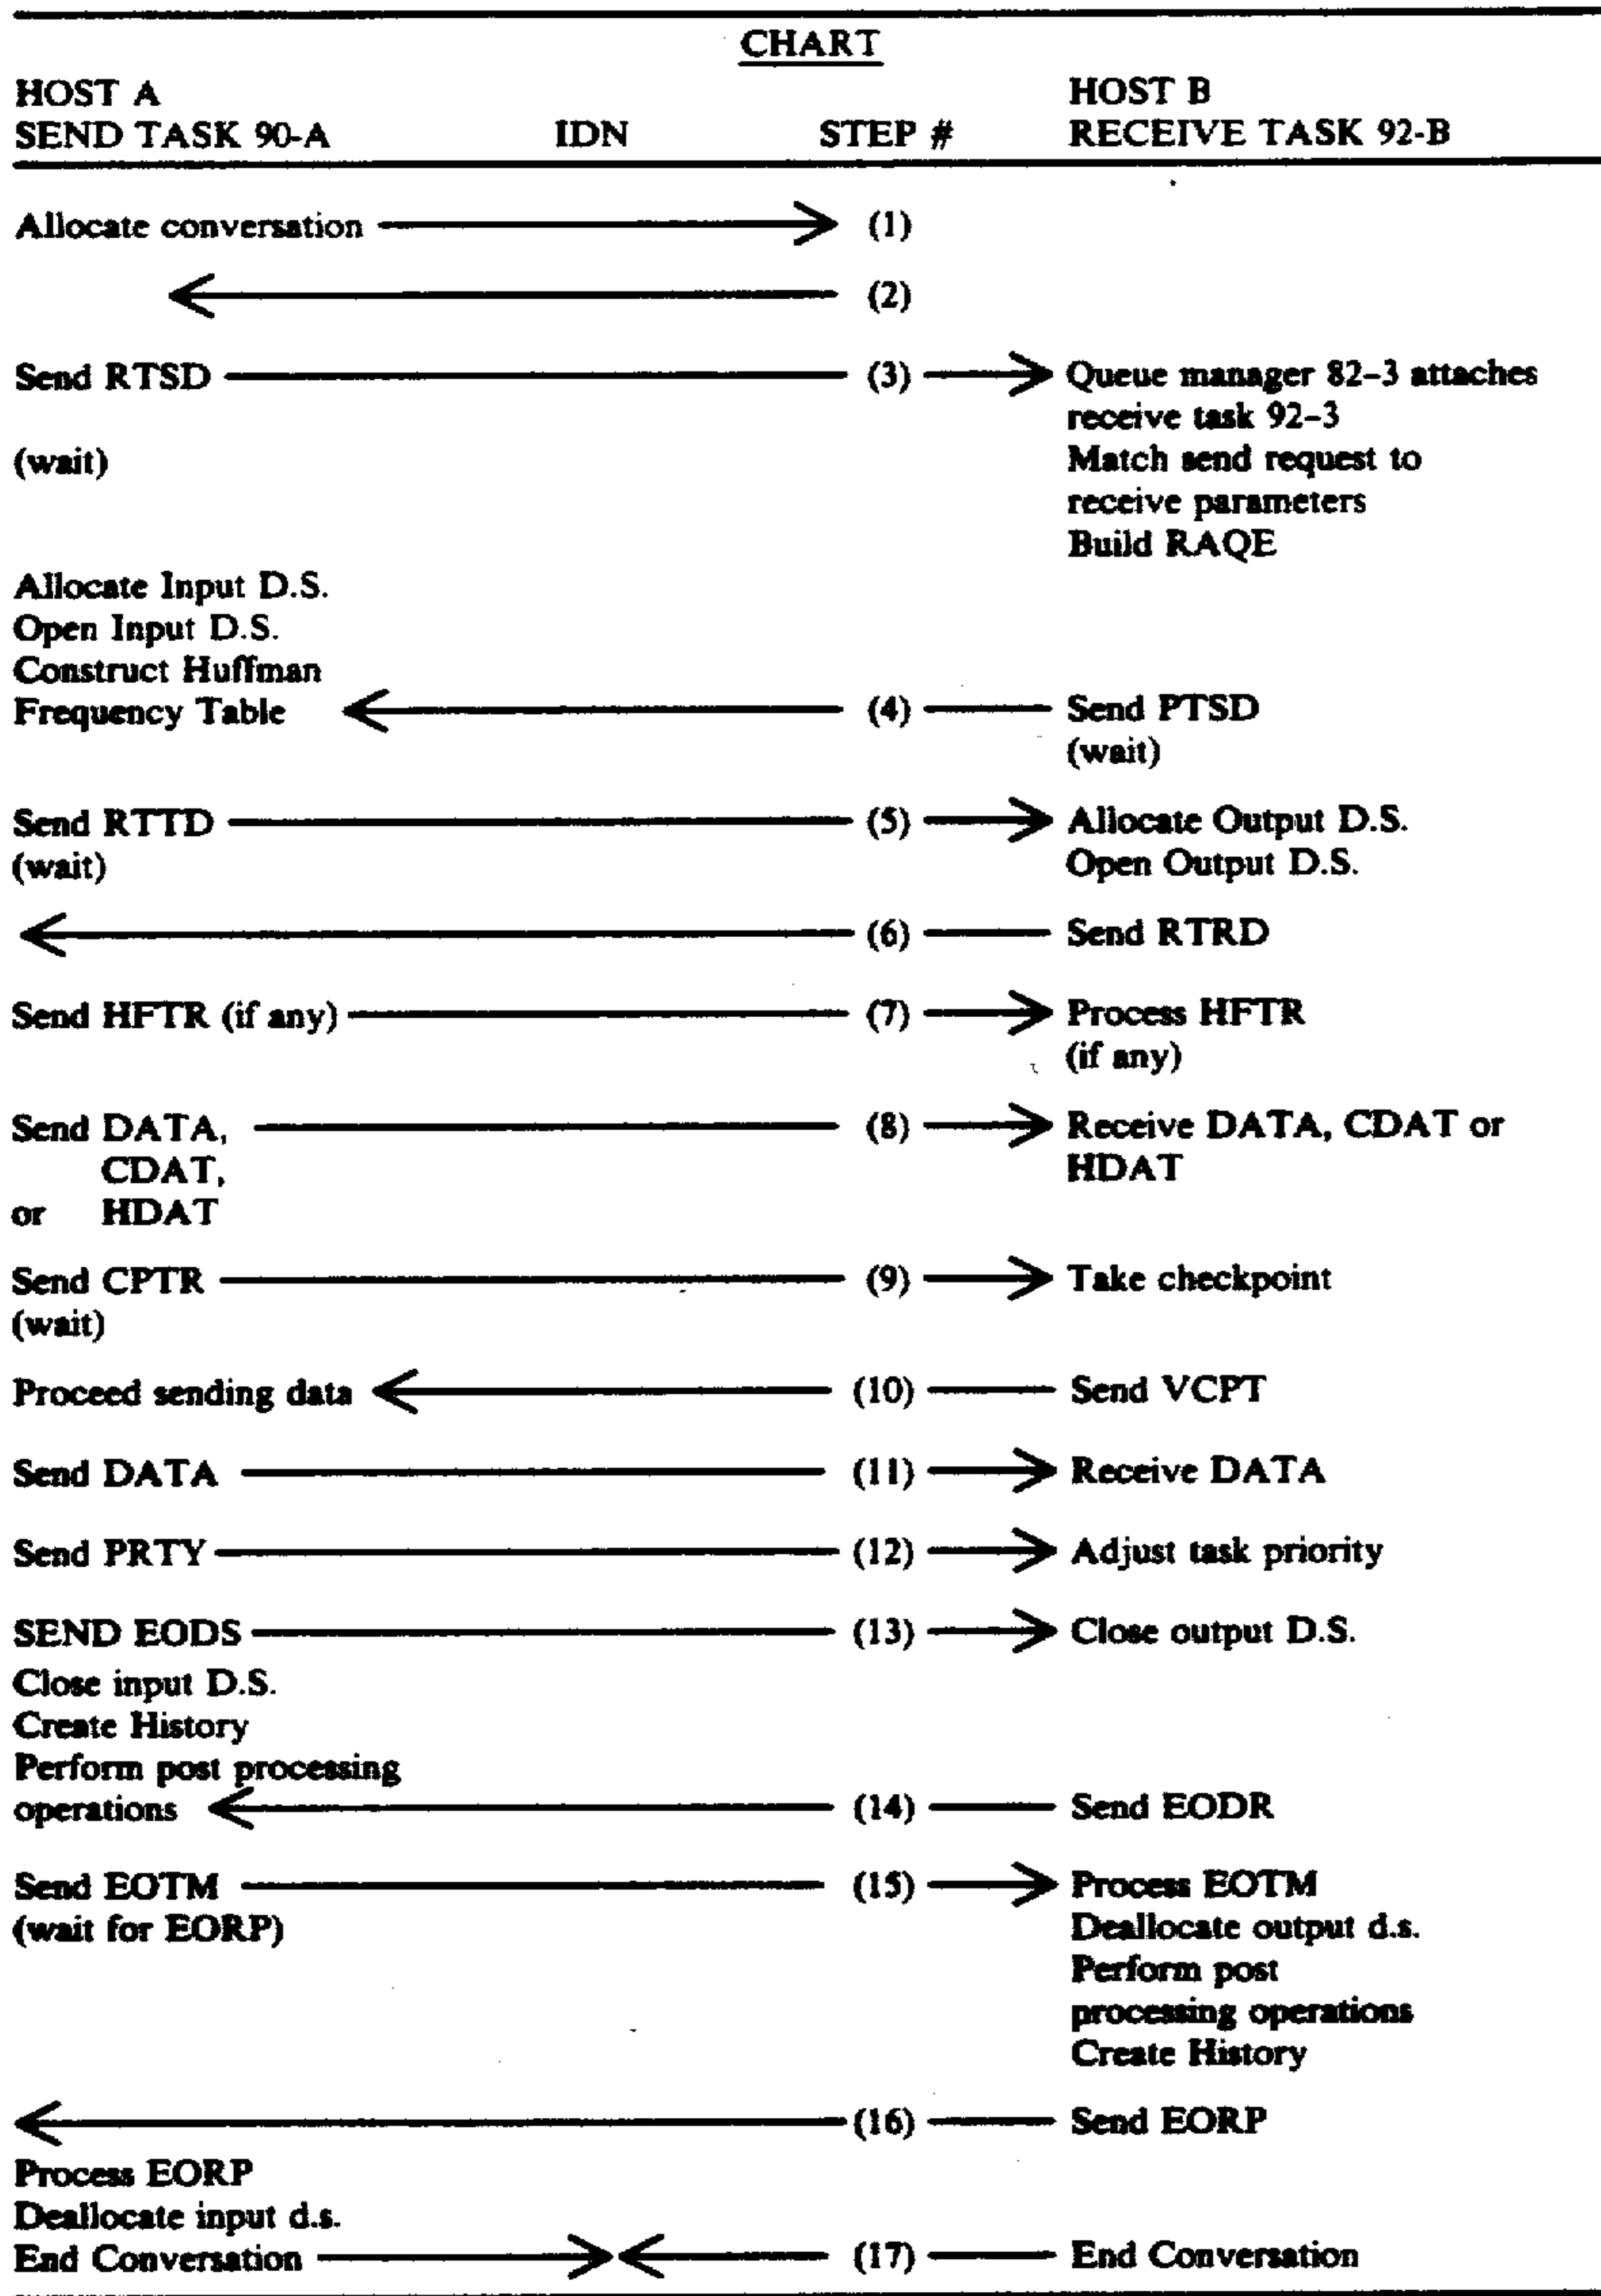 CHART
HOST A HOST B
SEND TASK 90-A IDN STEP # RECEIVE TASK 92-B
Allocate conversation (1)
(2)
Send RTSD (3) Queue manager 82-3 attaches
receive task 92-3
(wait) Match send request to
receive parameters
Build RAQE
Allocate Input D.S.
Open Input D.S.
Construct Huffman
Frequency Table (4) Send PTSD
(wait)
Send RTTD (5) Allocate Output D.S.
(wait) Open Output D.S.
(6) Send RTRD
Send HFTR (if any) (7) Process HFTR
(if any)
Send DATA, (8) Receive DATA, CDAT or
CDAT, HDAT
or HDAT
Send CPTR (9) Take checkpoint
(wait)
Proceed sending data (10) Send VCPT
Send DATA (11) Receive DATA
Send PRTY (12) Adjust task priority
SEND EODS (13) Close output D.S.
Close input D.S.
Create History
Perform post processing
operations (14) Send EODR
Send EOTM (15) Process EOTM
(wait for EORP) Deallocate output d.s.
Perform post
processing operations
Create History
(16) Send EORP
Process EORP
Deallocate input d.s.
End Conversation (17) End Conversation